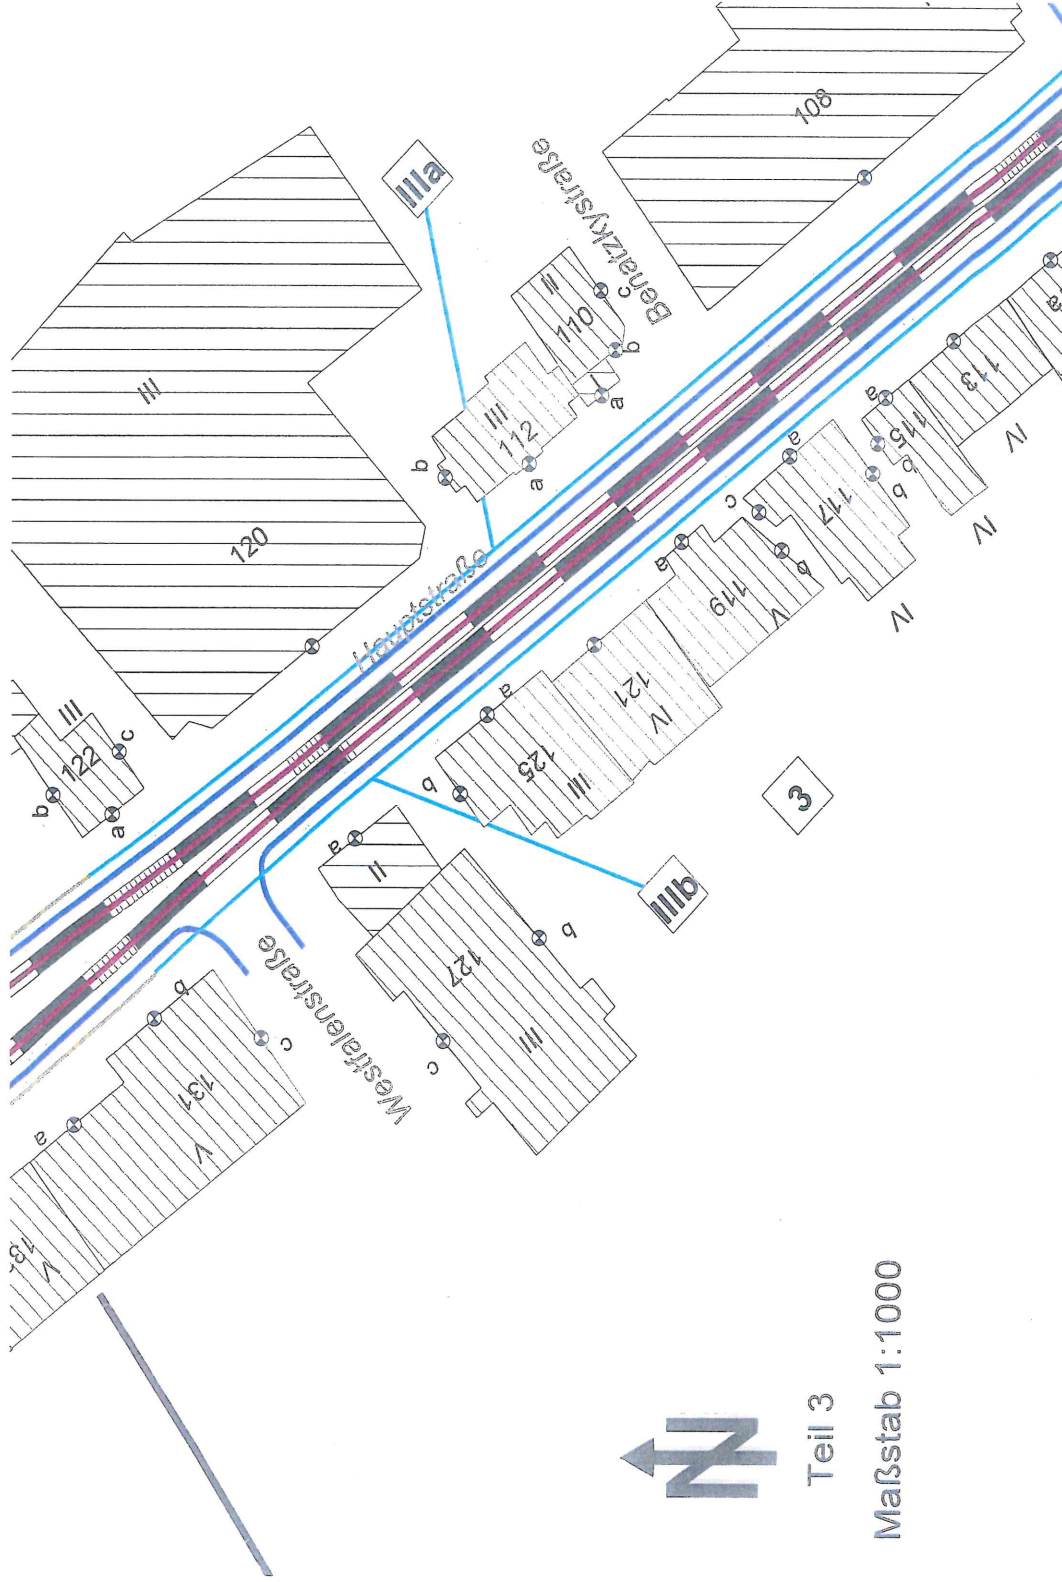 108
Benatzkystraße
IIIa
III
III
110
c
b
I
a
III
112
b
a
120
Hauptstraße
III
122
b
a
c
a
113
IV
a
115
b
IV
a
117
b
c
IV
a
119
b
V
121
IV
a
125
b
III
3
IIIb
a
II
127
b
c
III
Westfalenstraße
131
a
b
c
V
V
N
Teil 3
Maßstab 1:1000